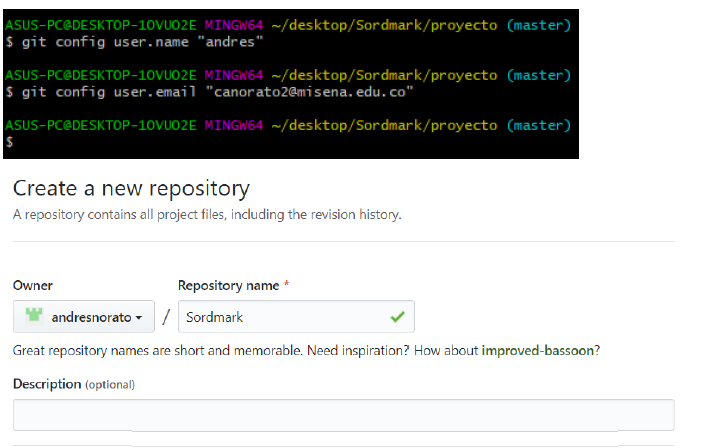 ASUS-PC@DESKTOP-1OVUO2E MINGW64 ~/desktop/Sordmark/proyecto (master)
$ git config user.name "andres"
ASUS-PC@DESKTOP-1OVUO2E MINGW64 ~/desktop/Sordmark/proyecto (master)
$ git config user.email "canorato2@misena.edu.co"
ASUS-PC@DESKTOP-1OVUO2E MINGW64 ~/desktop/Sordmark/proyecto (master)
$
Create a new repository
A repository contains all project files, including the revision history.
Owner Repository name *
andresnorato / Sordmark
Great repository names are short and memorable. Need inspiration? How about improved-bassoon?
Description (optional)